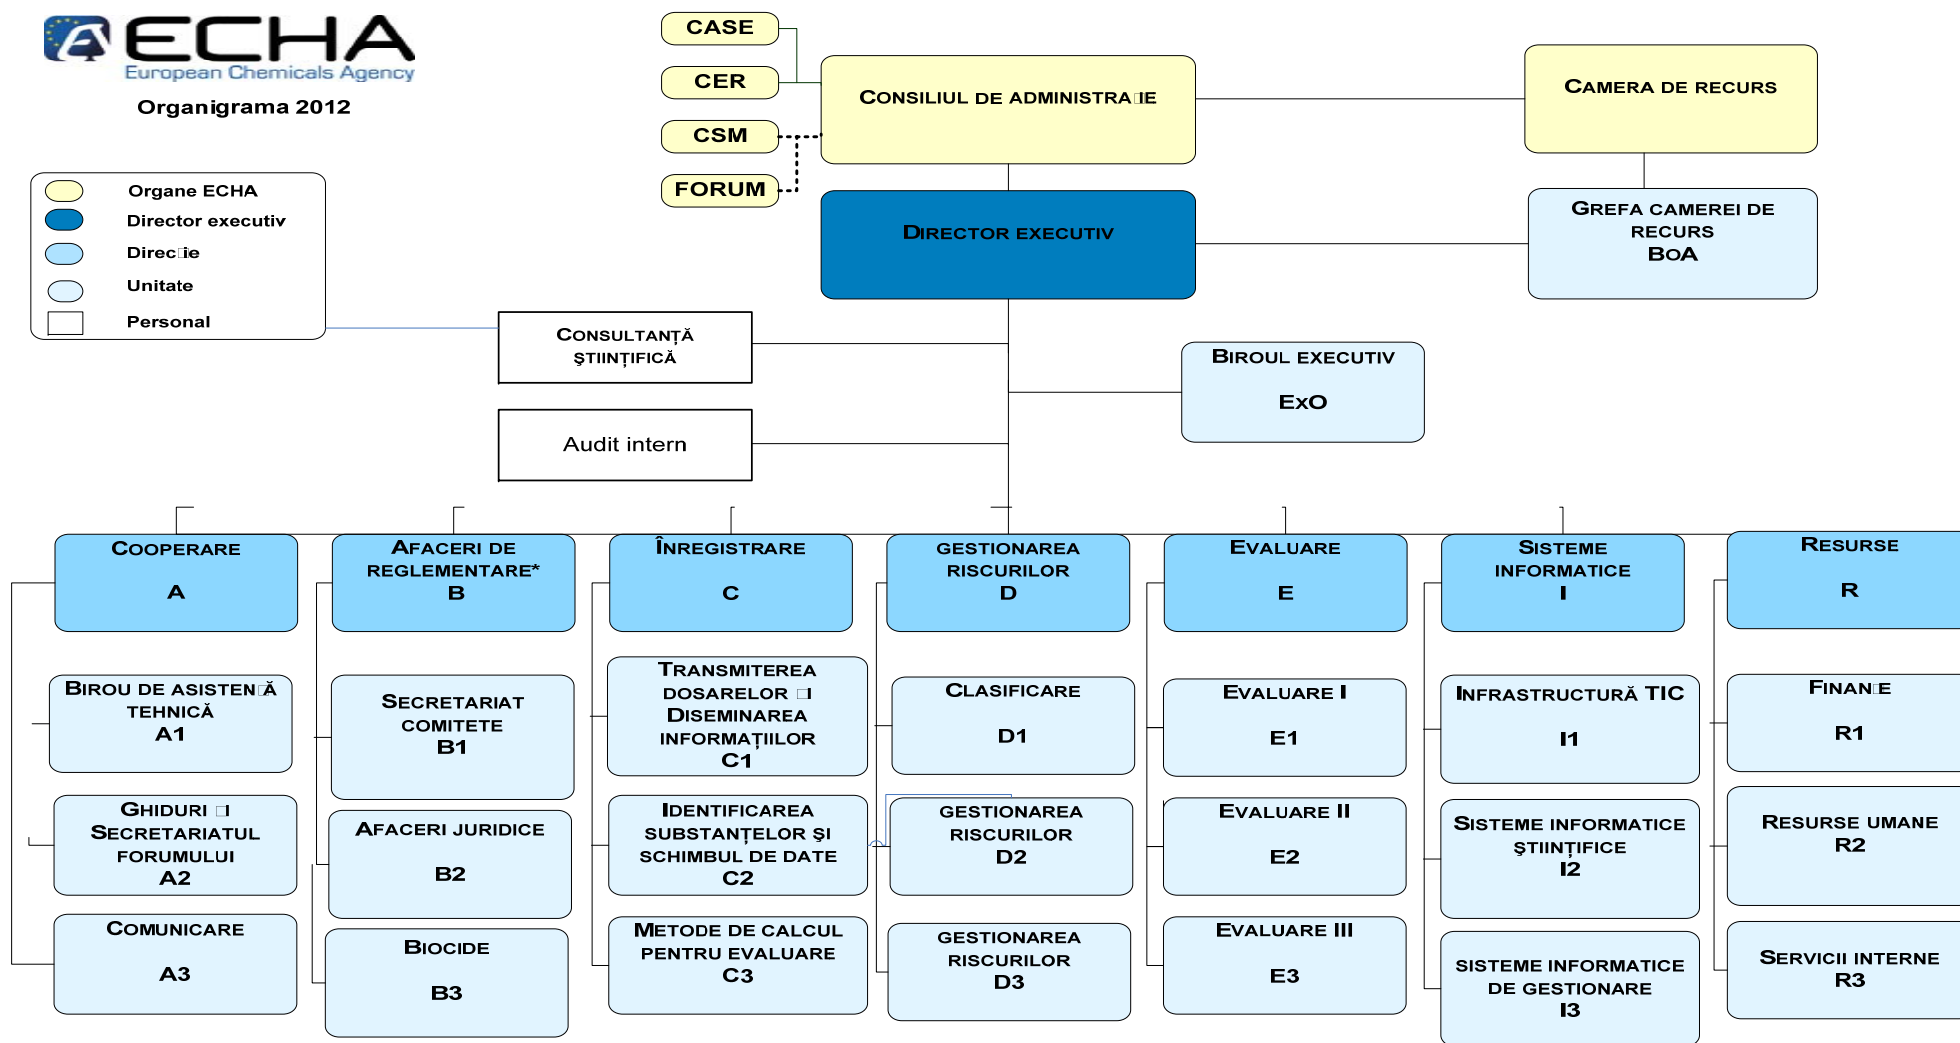 ECHA
European Chemicals Agency
Organigrama 2012
Organe ECHA
Director executiv
Direc□ie
Unitate
Personal
CASE
CER
CSM
FORUM
CONSILIUL DE ADMINISTRA□IE
CAMERA DE RECURS
DIRECTOR EXECUTIV
GREFA CAMEREI DE
RECURS
BOA
CONSULTANȚĂ
ŞTIINȚIFICĂ
BIROUL EXECUTIV
EXO
Audit intern
COOPERARE
A
AFACERI DE
REGLEMENTARE*
B
ÎNREGISTRARE
C
GESTIONAREA
RISCURILOR
D
EVALUARE
E
SISTEME
INFORMATICE
I
RESURSE
R
BIROU DE ASISTEN□Ă
TEHNICĂ
A1
SECRETARIAT
COMITETE
B1
TRANSMITEREA
DOSARELOR □I
DISEMINAREA
INFORMAȚIILOR
C1
CLASIFICARE
D1
EVALUARE I
E1
INFRASTRUCTURĂ TIC
I1
FINAN□E
R1
GHIDURI □I
SECRETARIATUL
FORUMULUI
A2
AFACERI JURIDICE
B2
IDENTIFICAREA
SUBSTANȚELOR ŞI
SCHIMBUL DE DATE
C2
GESTIONAREA
RISCURILOR
D2
EVALUARE II
E2
SISTEME INFORMATICE
ŞTIINȚIFICE
I2
RESURSE UMANE
R2
COMUNICARE
A3
BIOCIDE
B3
METODE DE CALCUL
PENTRU EVALUARE
C3
GESTIONAREA
RISCURILOR
D3
EVALUARE III
E3
SISTEME INFORMATICE
DE GESTIONARE
I3
SERVICII INTERNE
R3